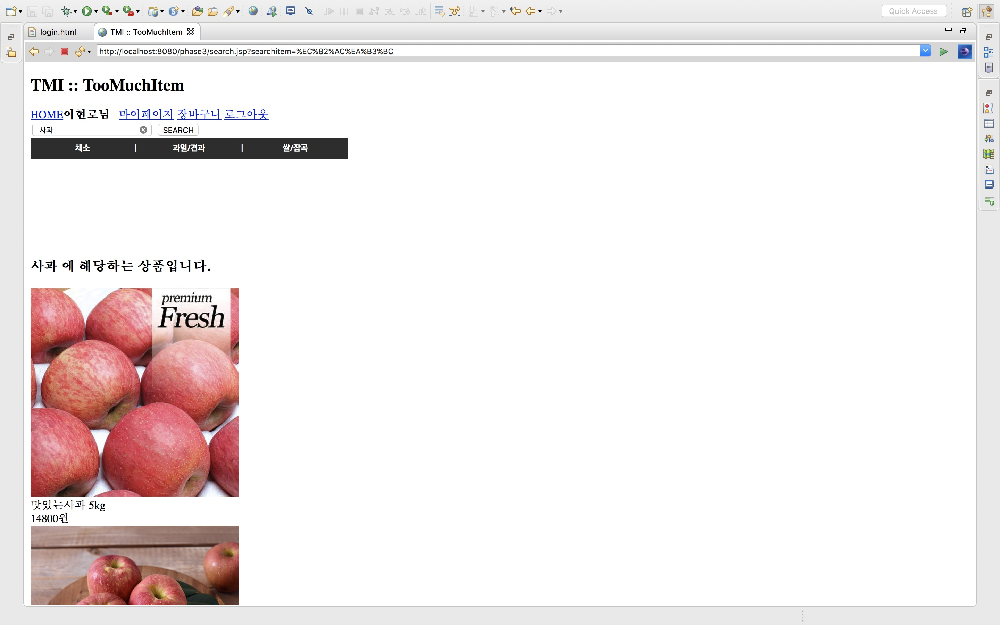 Quick Access
login.html
TMI :: TooMuchItem
http://localhost:8080/phase3/search.jsp?searchitem=%EC%82%AC%EA%B3%BC
TMI :: TooMuchItem
HOME이현로님 마이페이지 장바구니 로그아웃
사과 SEARCH
채소 | 과일/견과 | 쌀/잡곡
사과 에 해당하는 상품입니다.
premium
Fresh
맛있는사과 5kg
14800원